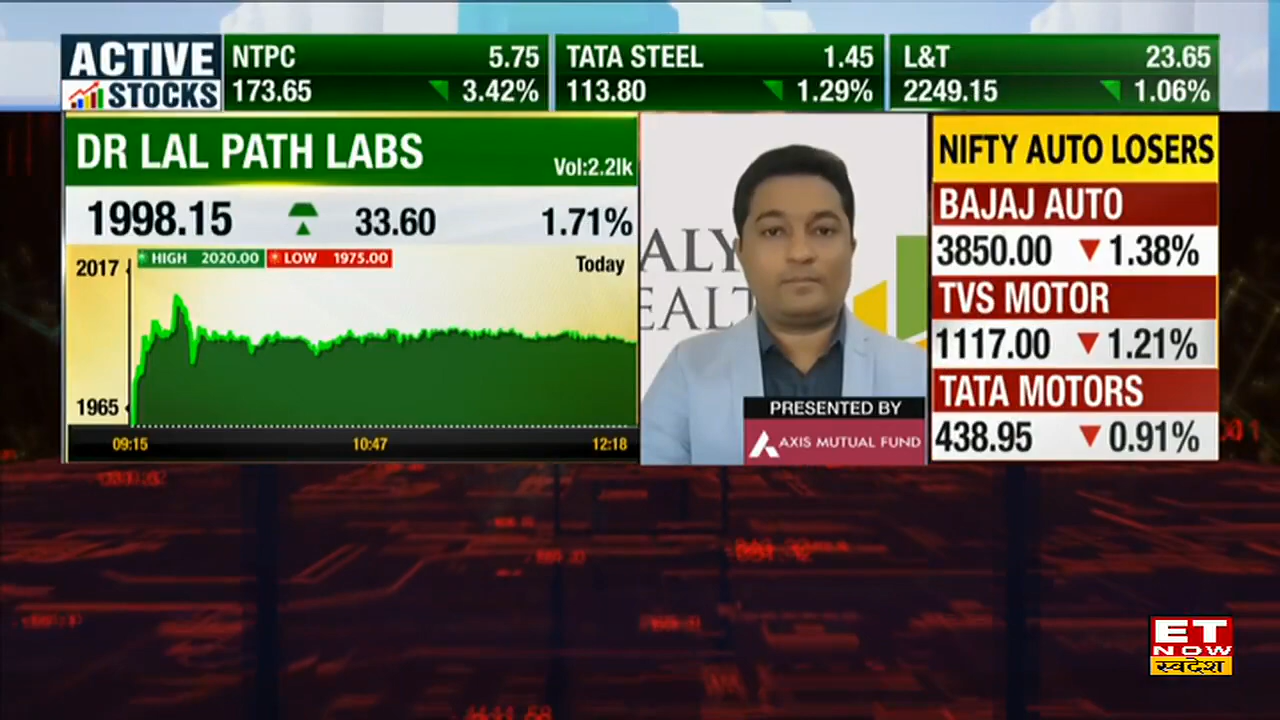 ACTIVE
STOCKS
NTPC 5.75
173.65 3.42%
TATA STEEL 1.45
113.80 1.29%
L&T 23.65
2249.15 1.06%
DR LAL PATH LABS
Vol:2.2lk
1998.15 33.60 1.71%
HIGH 2020.00 LOW 1975.00
Today
2017
1965
09:15 10:47 12:18
PRESENTED BY
AXIS MUTUAL FUND
NIFTY AUTO LOSERS
BAJAJ AUTO
3850.00 1.38%
TVS MOTOR
1117.00 1.21%
TATA MOTORS
438.95 0.91%
ET
NOW
स्वदेश